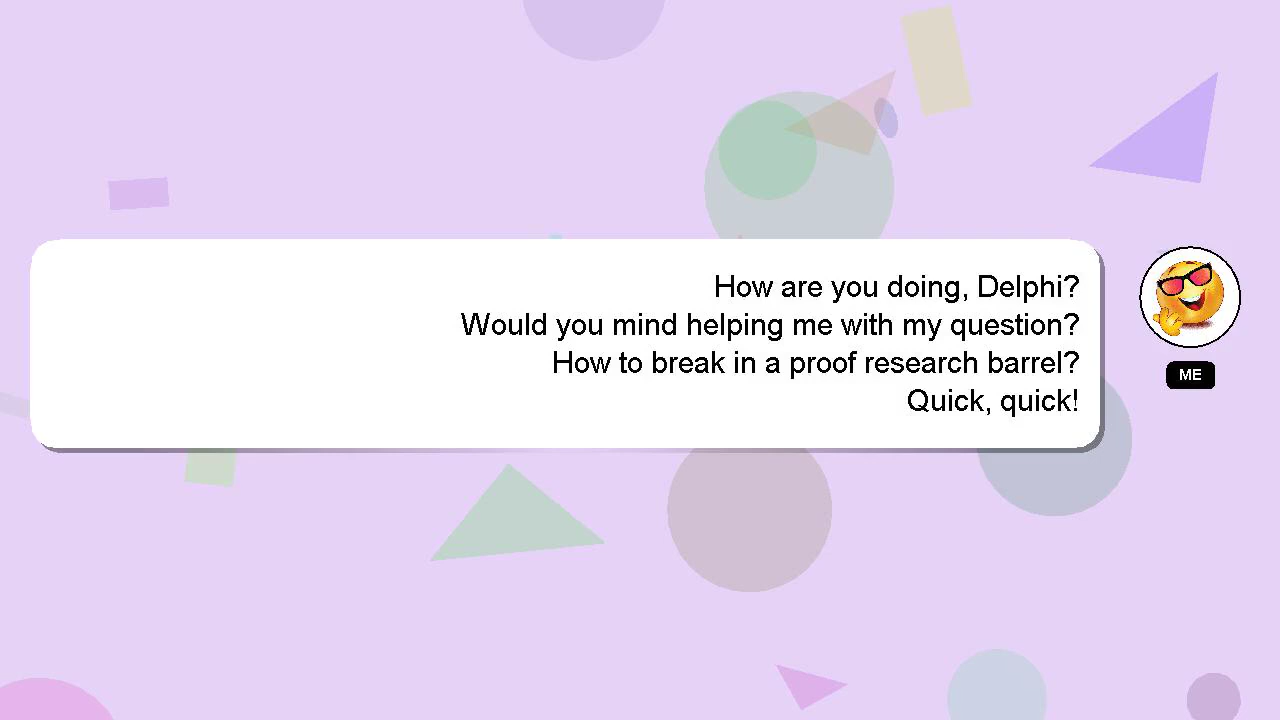 How are you doing, Delphi?
Would you mind helping me with my question?
How to break in a proof research barrel?
Quick, quick!
ME